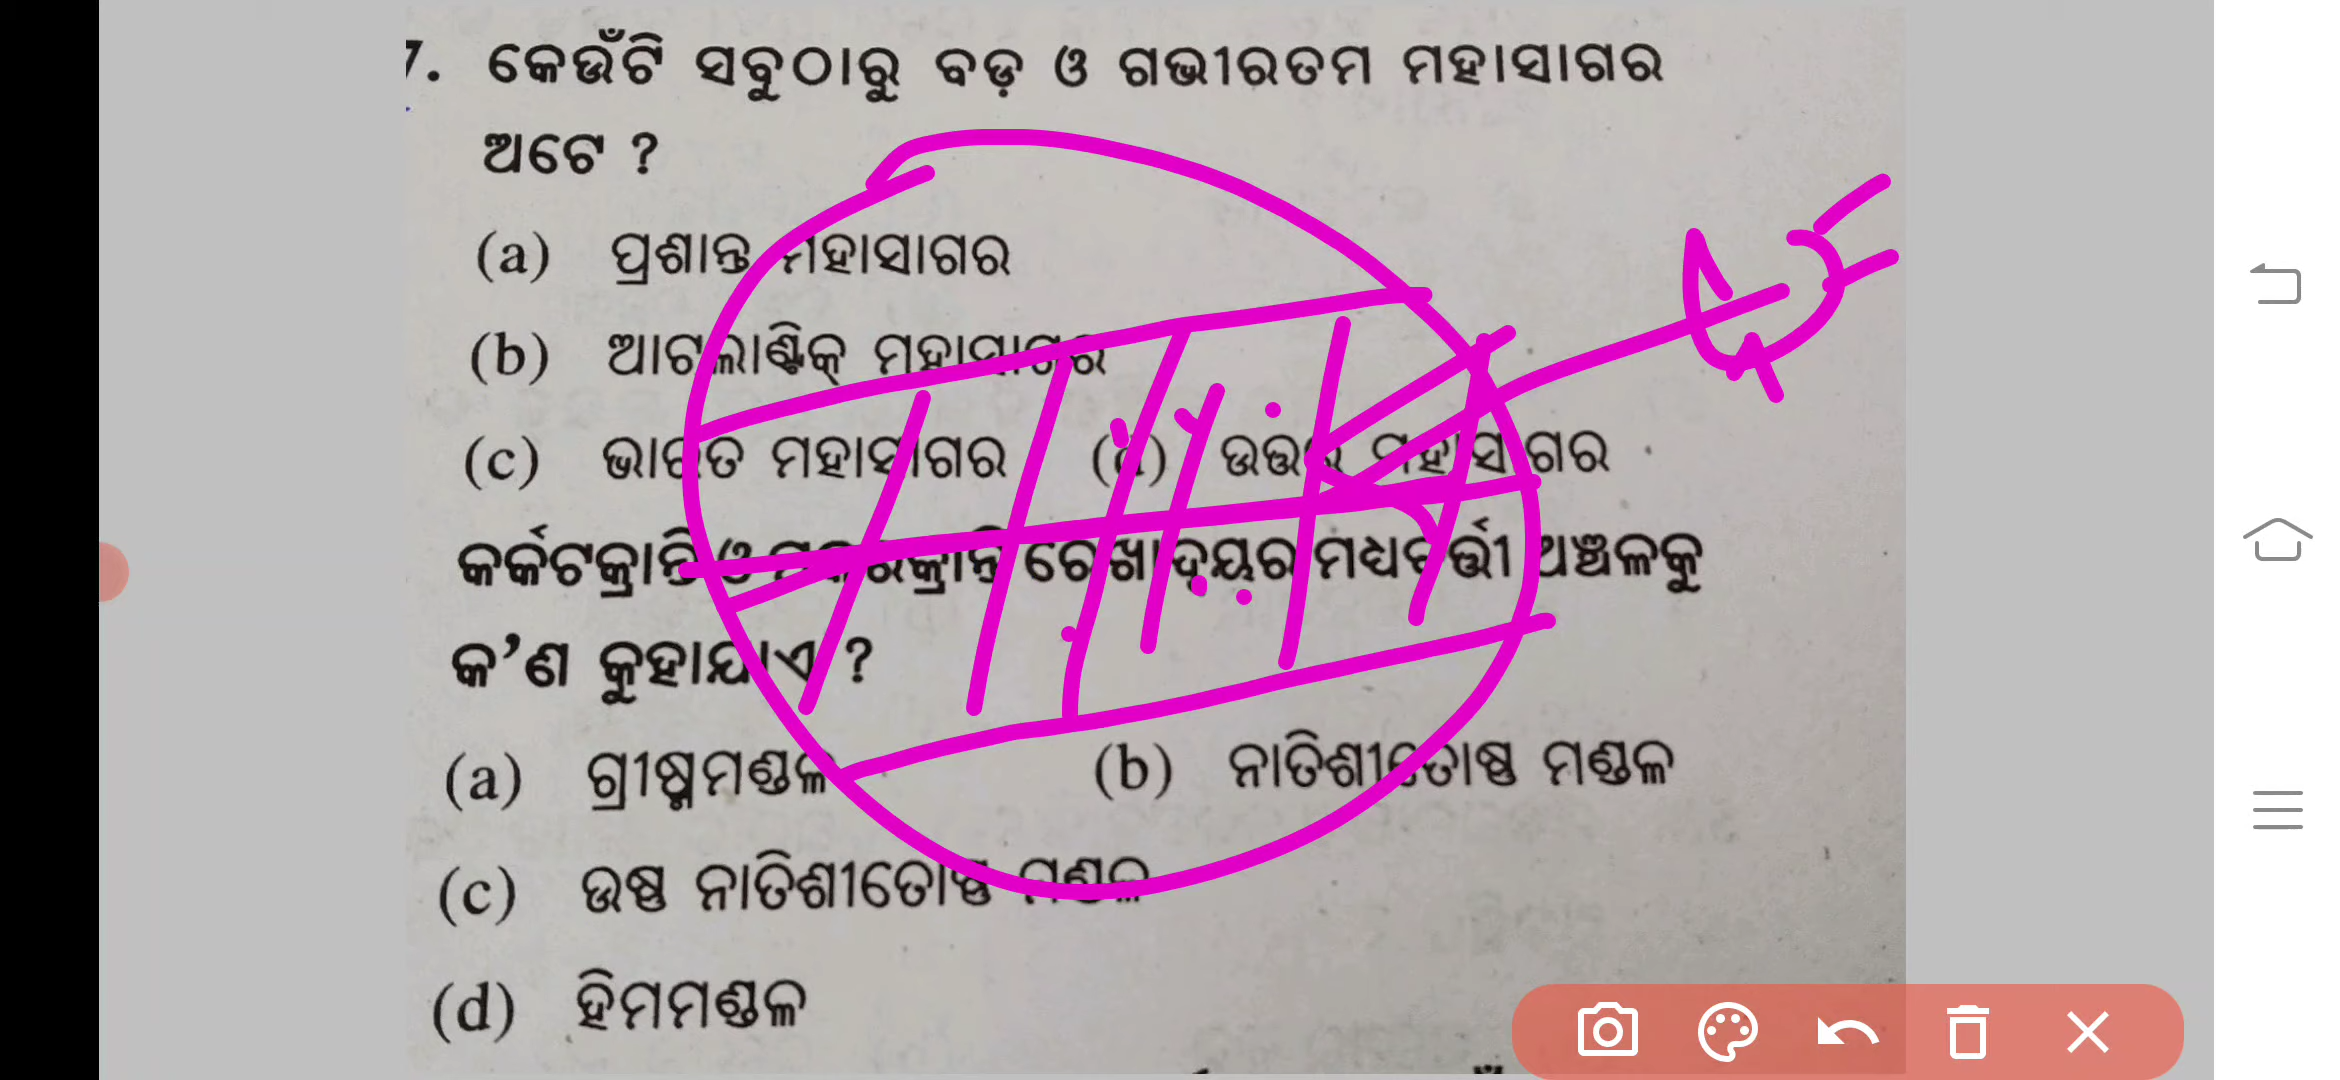 7. କେଉଁଟି ସବୁଠାରୁ ବଡ଼ ଓ ଗଭୀରତମ ମହାସାଗର
ଅଟେ ?
(a) ପ୍ରଶାନ୍ତ ମହାସାଗର
(b) ଆଟଲାଣ୍ଟିକ୍ ମହାସାଗର
(c) ଭାରତ ମହାସାଗର (d) ଉତ୍ତର ମହାସାଗର
କର୍କଟକ୍ରାନ୍ତି ଓ ମକରକ୍ରାନ୍ତି ରେଖାଦ୍ୱୟର ମଧ୍ୟବର୍ତ୍ତୀ ଅଞ୍ଚଳକୁ
କ’ଣ କୁହାଯାଏ ?
(a) ଗ୍ରୀଷ୍ମମଣ୍ଡଳ (b) ନାତିଶୀତୋଷ୍ଣ ମଣ୍ଡଳ
(c) ଉଷ୍ଣ ନାତିଶୀତୋଷ୍ଣ ମଣ୍ଡଳ
(d) ହିମମଣ୍ଡଳ